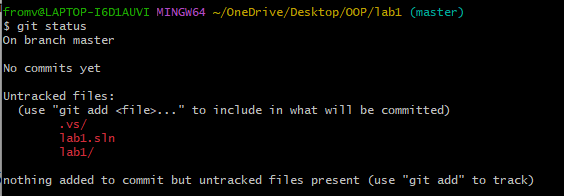 fromv@LAPTOP-I6D1AUVI MINGW64 ~/OneDrive/Desktop/OOP/lab1 (master)
$ git status
On branch master
No commits yet
Untracked files:
(use "git add <file>..." to include in what will be committed)
.vs/
lab1.sln
lab1/
nothing added to commit but untracked files present (use "git add" to track)